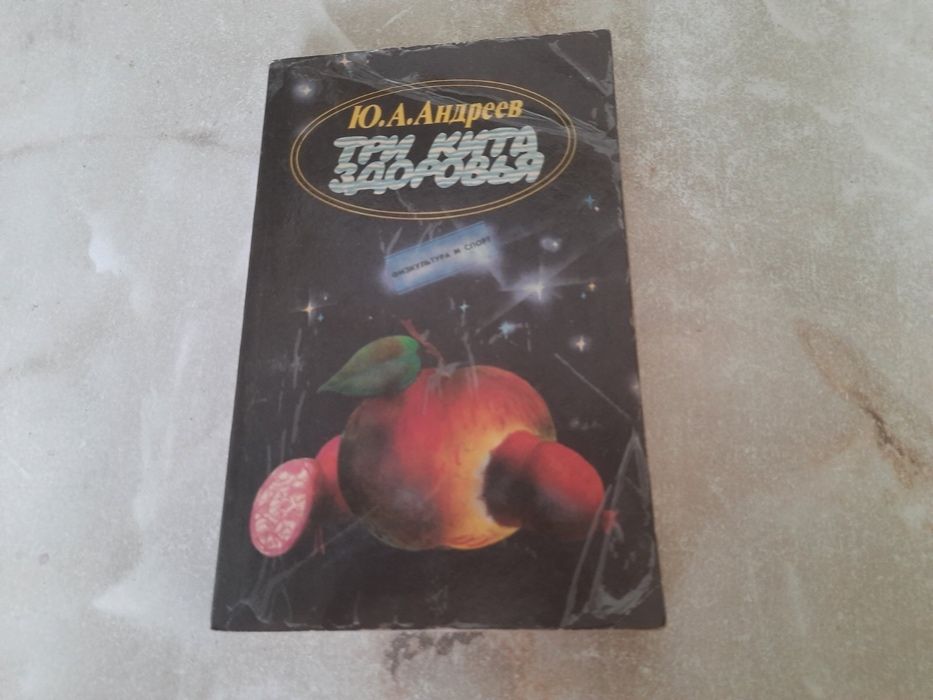 Ю.А.Андреев
ТРИ КИТА
ЗДОРОВЬЯ
ФИЗКУЛЬТУРА И СПОРТ